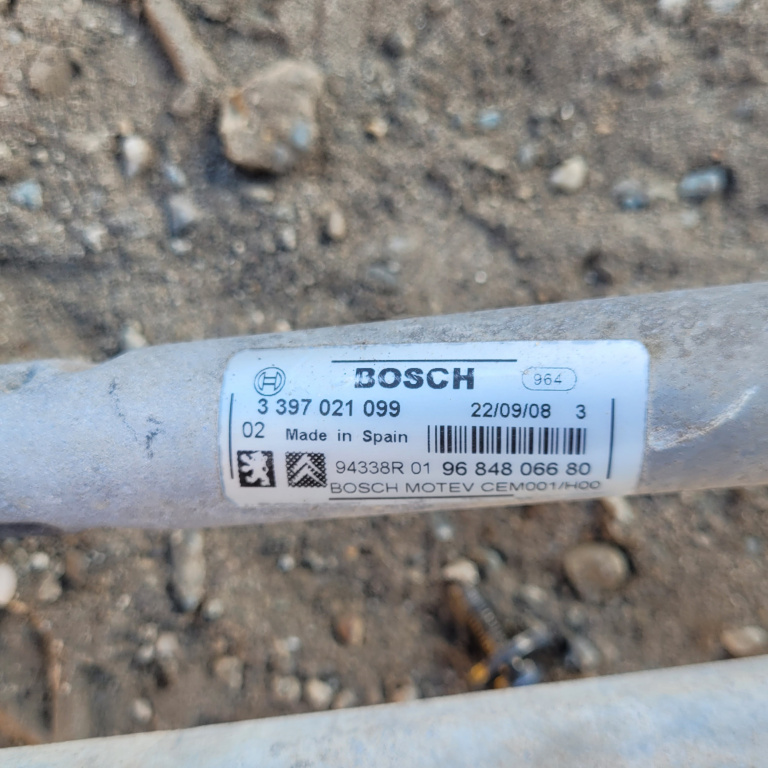 BOSCH 964
3 397 021 099 22/09/08 3
02 Made in Spain
94338R 01 96 848 066 80
BOSCH MOTEV CEM001/H00